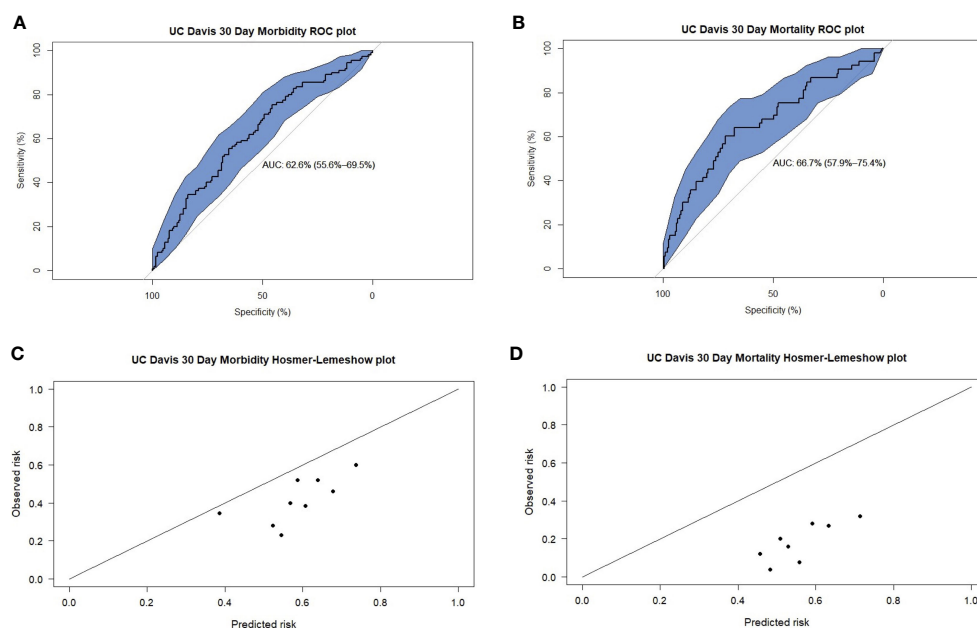 A
UC Davis 30 Day Morbidity ROC plot
Sensitivity (%)
100
80
60
40
20
0
AUC: 62.6% (55.6%–69.5%)
100
50
0
Specificity (%)
B
UC Davis 30 Day Mortality ROC plot
Sensitivity (%)
100
80
60
40
20
0
AUC: 66.7% (57.9%–75.4%)
100
50
0
Specificity (%)
C
UC Davis 30 Day Morbidity Hosmer-Lemeshow plot
Observed risk
1.0
0.8
0.6
0.4
0.2
0.0
0.0
0.2
0.4
0.6
0.8
1.0
Predicted risk
D
UC Davis 30 Day Mortality Hosmer-Lemeshow plot
Observed risk
1.0
0.8
0.6
0.4
0.2
0.0
0.0
0.2
0.4
0.6
0.8
1.0
Predicted risk